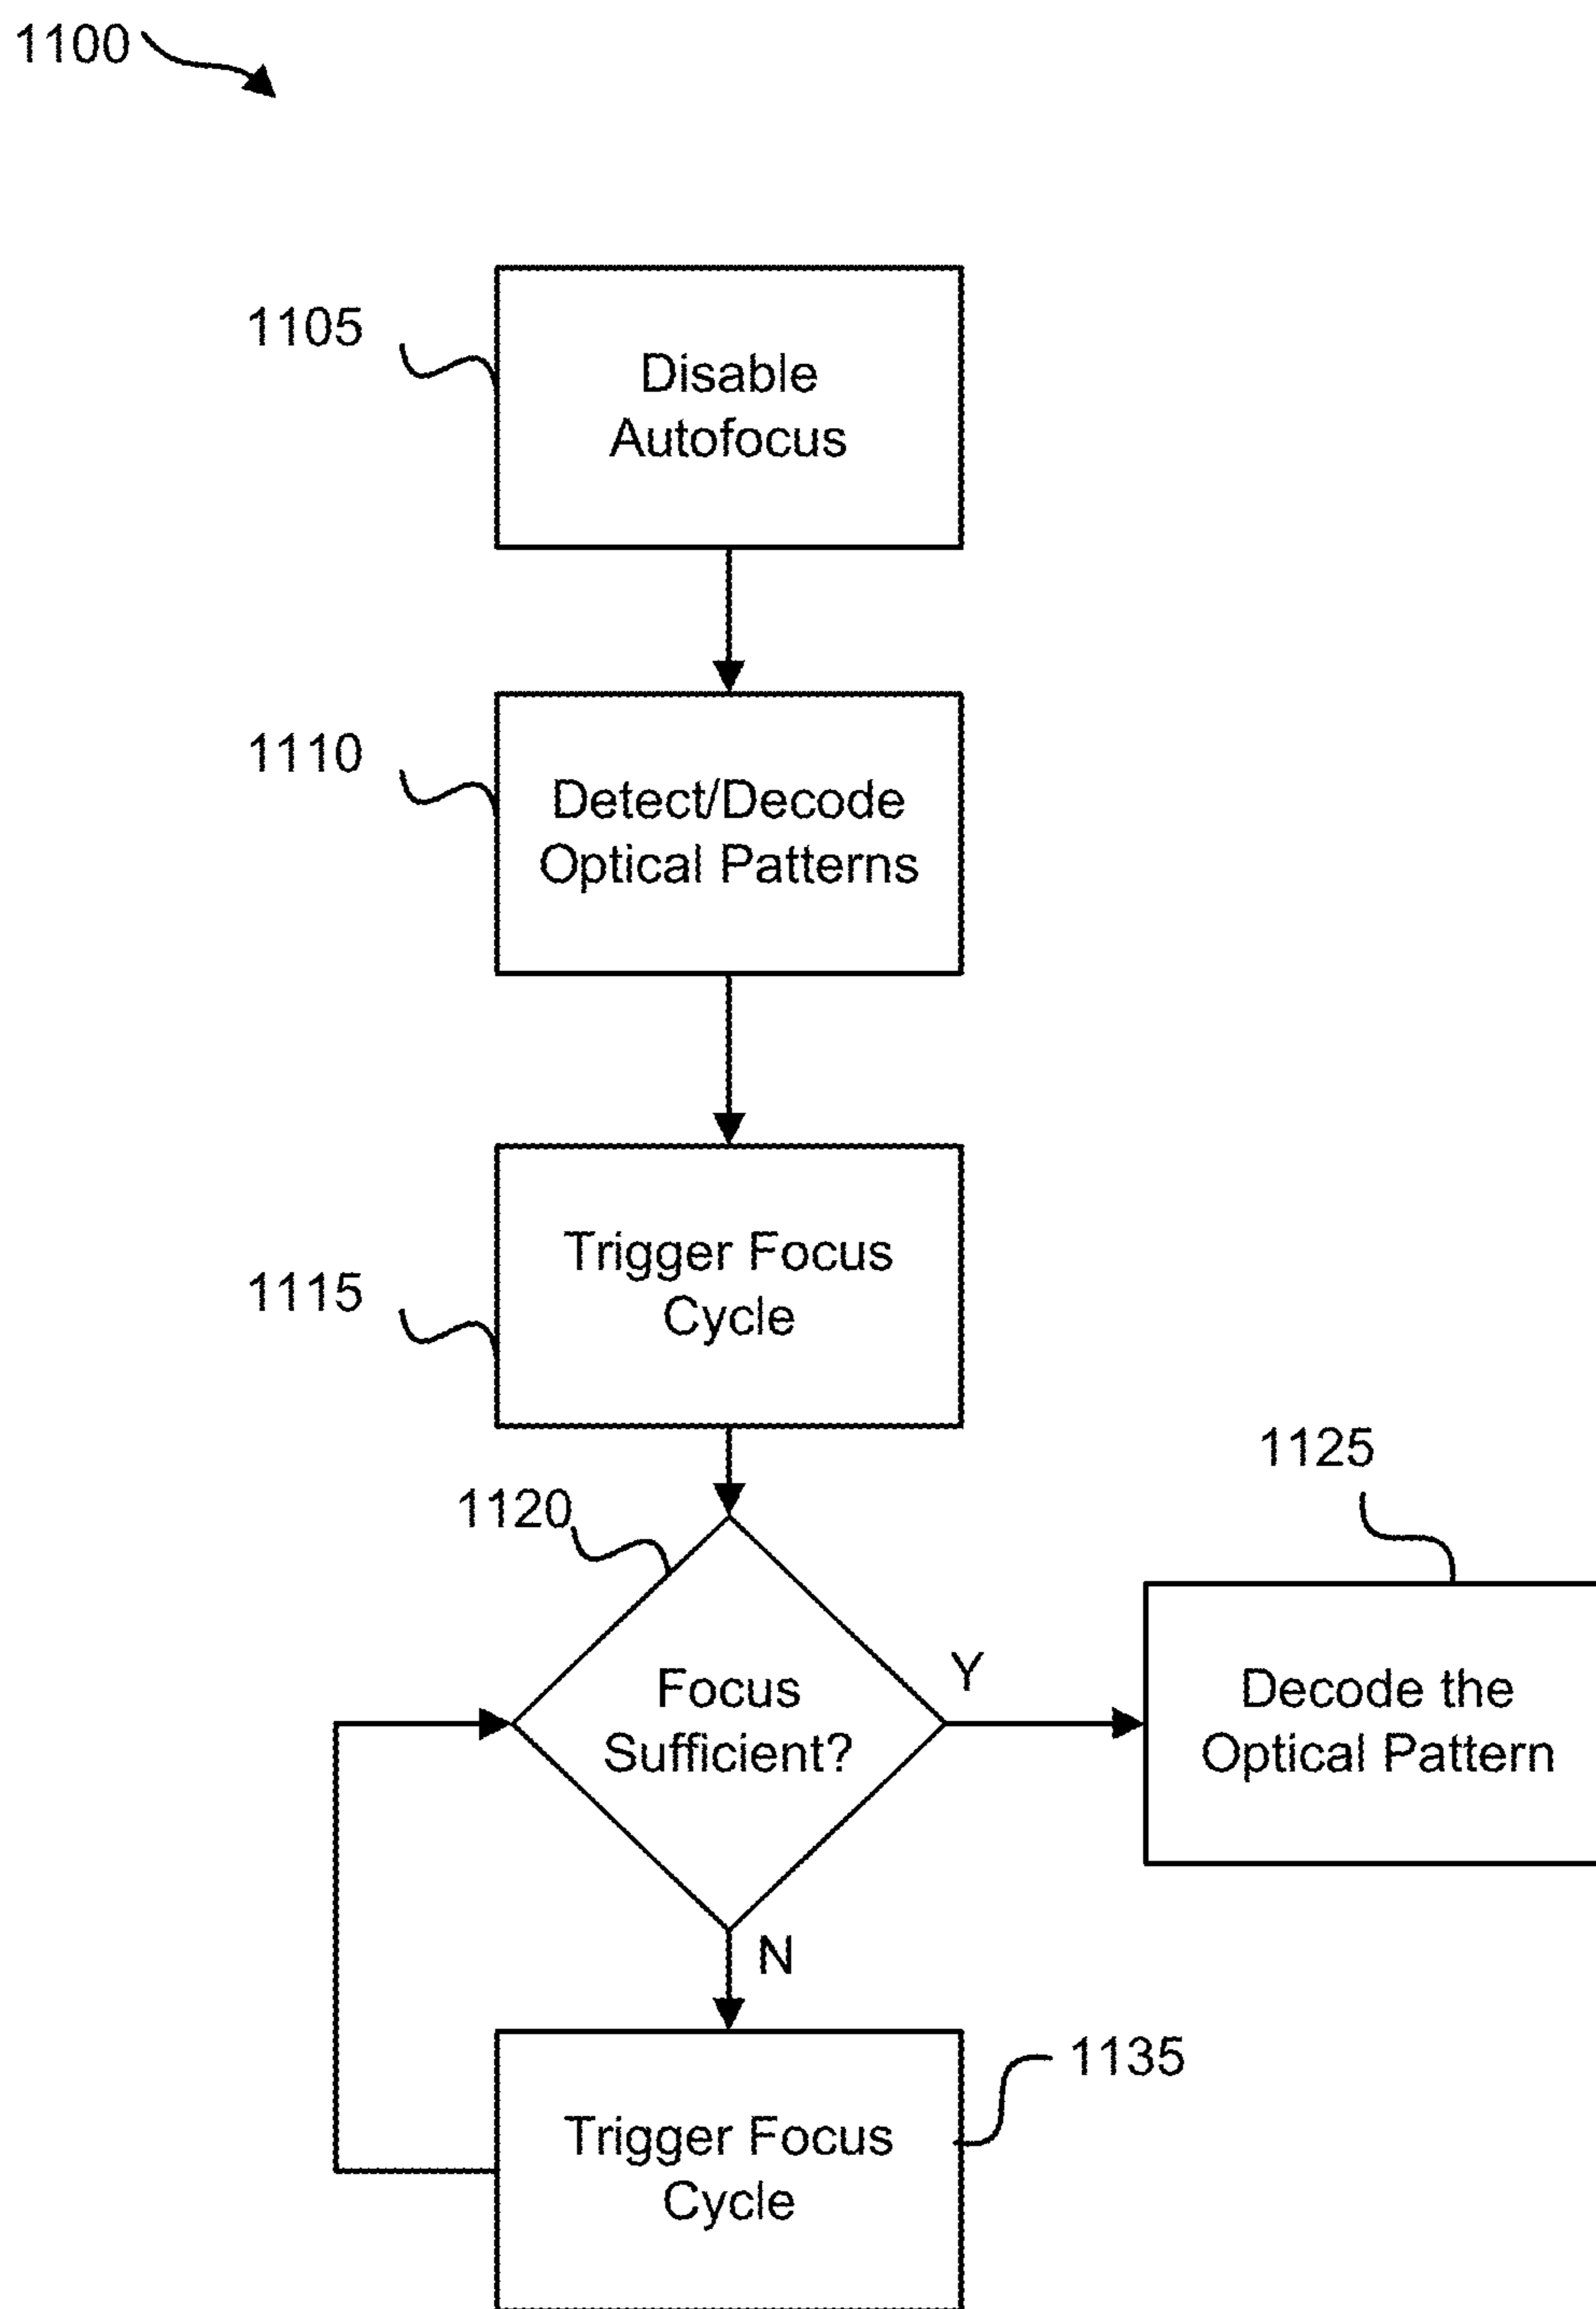 1100
1105
Disable
Autofocus
1110
Detect/Decode
Optical Patterns
Trigger Focus
Cycle
1115
1125
1120
Focus
Sufficient?
Y
Decode the
Optical Pattern
N
1135
Trigger Focus
Cycle